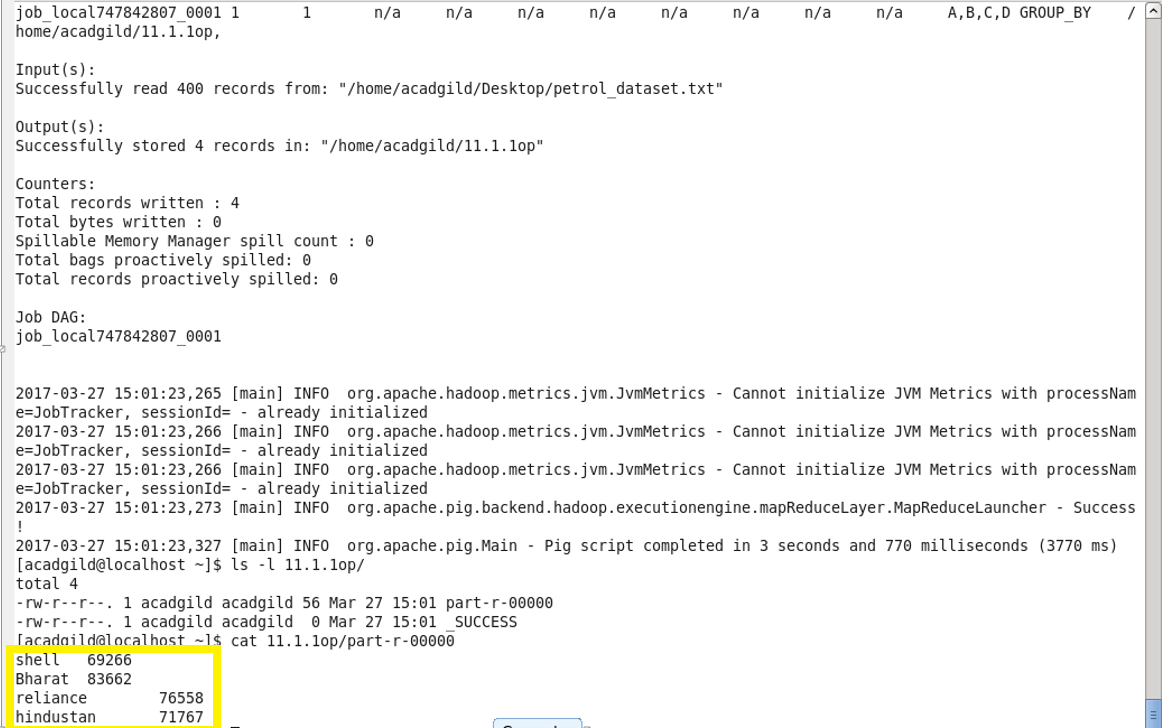 job_local747842807_0001 1 1 n/a n/a n/a n/a n/a n/a n/a n/a A,B,C,D GROUP_BY /
home/acadgild/11.1.1op,
Input(s):
Successfully read 400 records from: "/home/acadgild/Desktop/petrol_dataset.txt"
Output(s):
Successfully stored 4 records in: "/home/acadgild/11.1.1op"
Counters:
Total records written : 4
Total bytes written : 0
Spillable Memory Manager spill count : 0
Total bags proactively spilled: 0
Total records proactively spilled: 0
Job DAG:
job_local747842807_0001
2017-03-27 15:01:23,265 [main] INFO  org.apache.hadoop.metrics.jvm.JvmMetrics - Cannot initialize JVM Metrics with processNam
e=JobTracker, sessionId= - already initialized
2017-03-27 15:01:23,266 [main] INFO  org.apache.hadoop.metrics.jvm.JvmMetrics - Cannot initialize JVM Metrics with processNam
e=JobTracker, sessionId= - already initialized
2017-03-27 15:01:23,266 [main] INFO  org.apache.hadoop.metrics.jvm.JvmMetrics - Cannot initialize JVM Metrics with processNam
e=JobTracker, sessionId= - already initialized
2017-03-27 15:01:23,273 [main] INFO  org.apache.pig.backend.hadoop.executionengine.mapReduceLayer.MapReduceLauncher - Success
!
2017-03-27 15:01:23,327 [main] INFO  org.apache.pig.Main - Pig script completed in 3 seconds and 770 milliseconds (3770 ms)
[acadgild@localhost ~]$ ls -l 11.1.1op/
total 4
-rw-r--r--. 1 acadgild acadgild 56 Mar 27 15:01 part-r-00000
-rw-r--r--. 1 acadgild acadgild  0 Mar 27 15:01 _SUCCESS
[acadgild@localhost ~]$ cat 11.1.1op/part-r-00000
shell 69266
Bharat 83662
reliance 76558
hindustan 71767